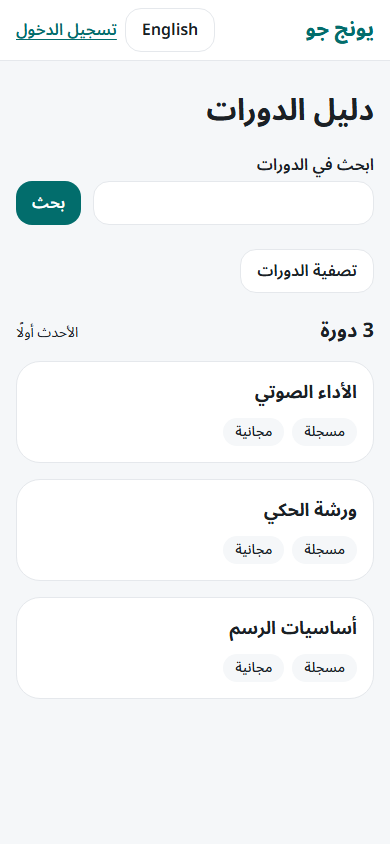 يونج جو
English
تسجيل الدخول
دليل الدورات
ابحث في الدورات
بحث
تصفية الدورات
3 دورة
الأحدث أولًا
الأداء الصوتي
مسجلة
مجانية
ورشة الحكي
مسجلة
مجانية
أساسيات الرسم
مسجلة
مجانية